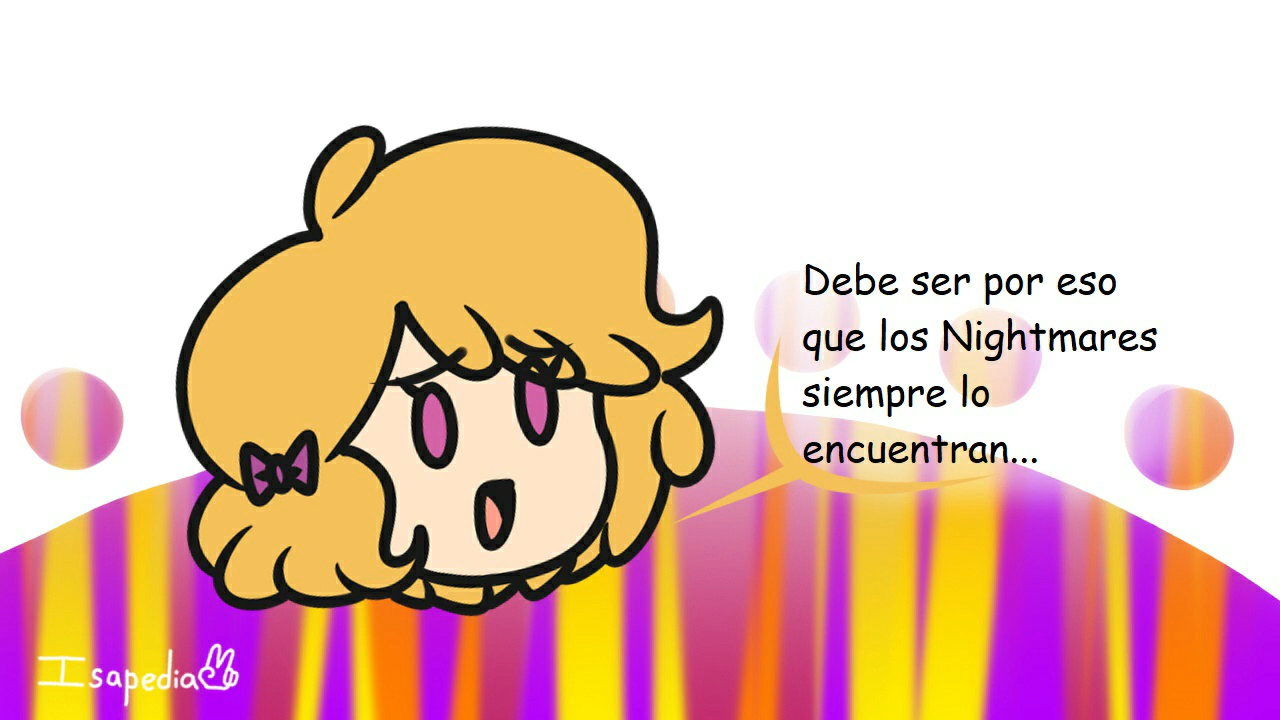 Debe ser por eso
que los Nightmares
siempre lo
encuentran...
Isapedia